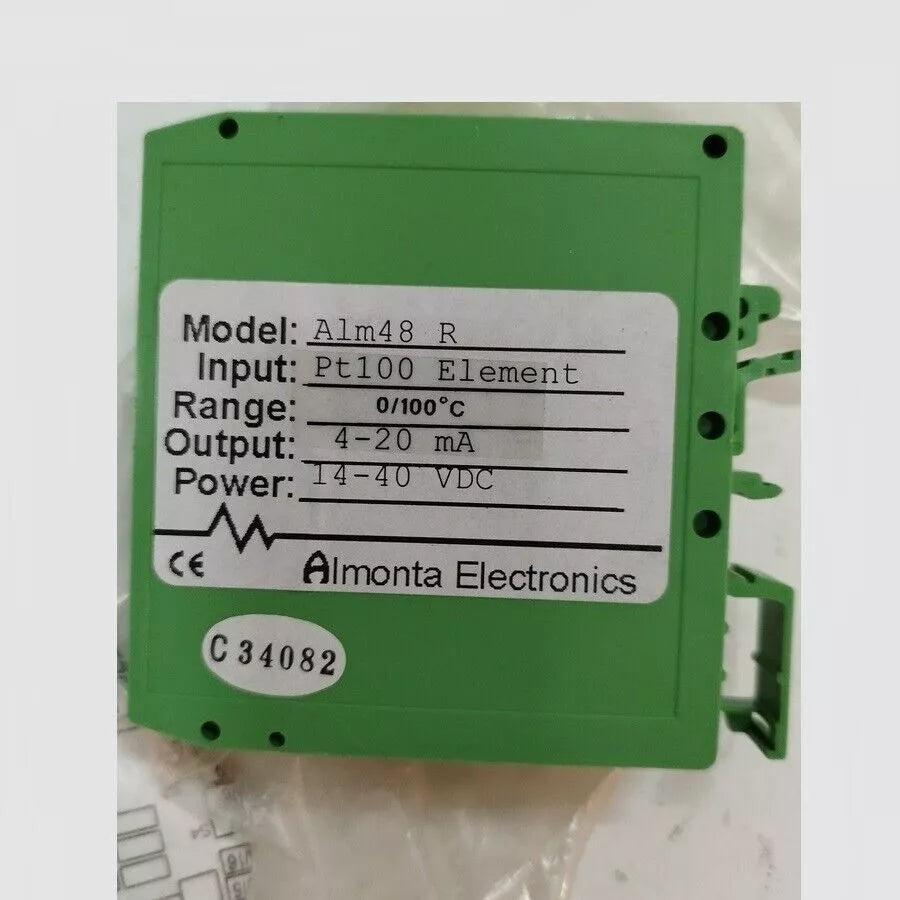 Model: Alm48 R
Input: Pt100 Element
Range: 0/100°C
Output: 4-20 mA
Power: 14-40 VDC
CE Almonta Electronics
C 34082